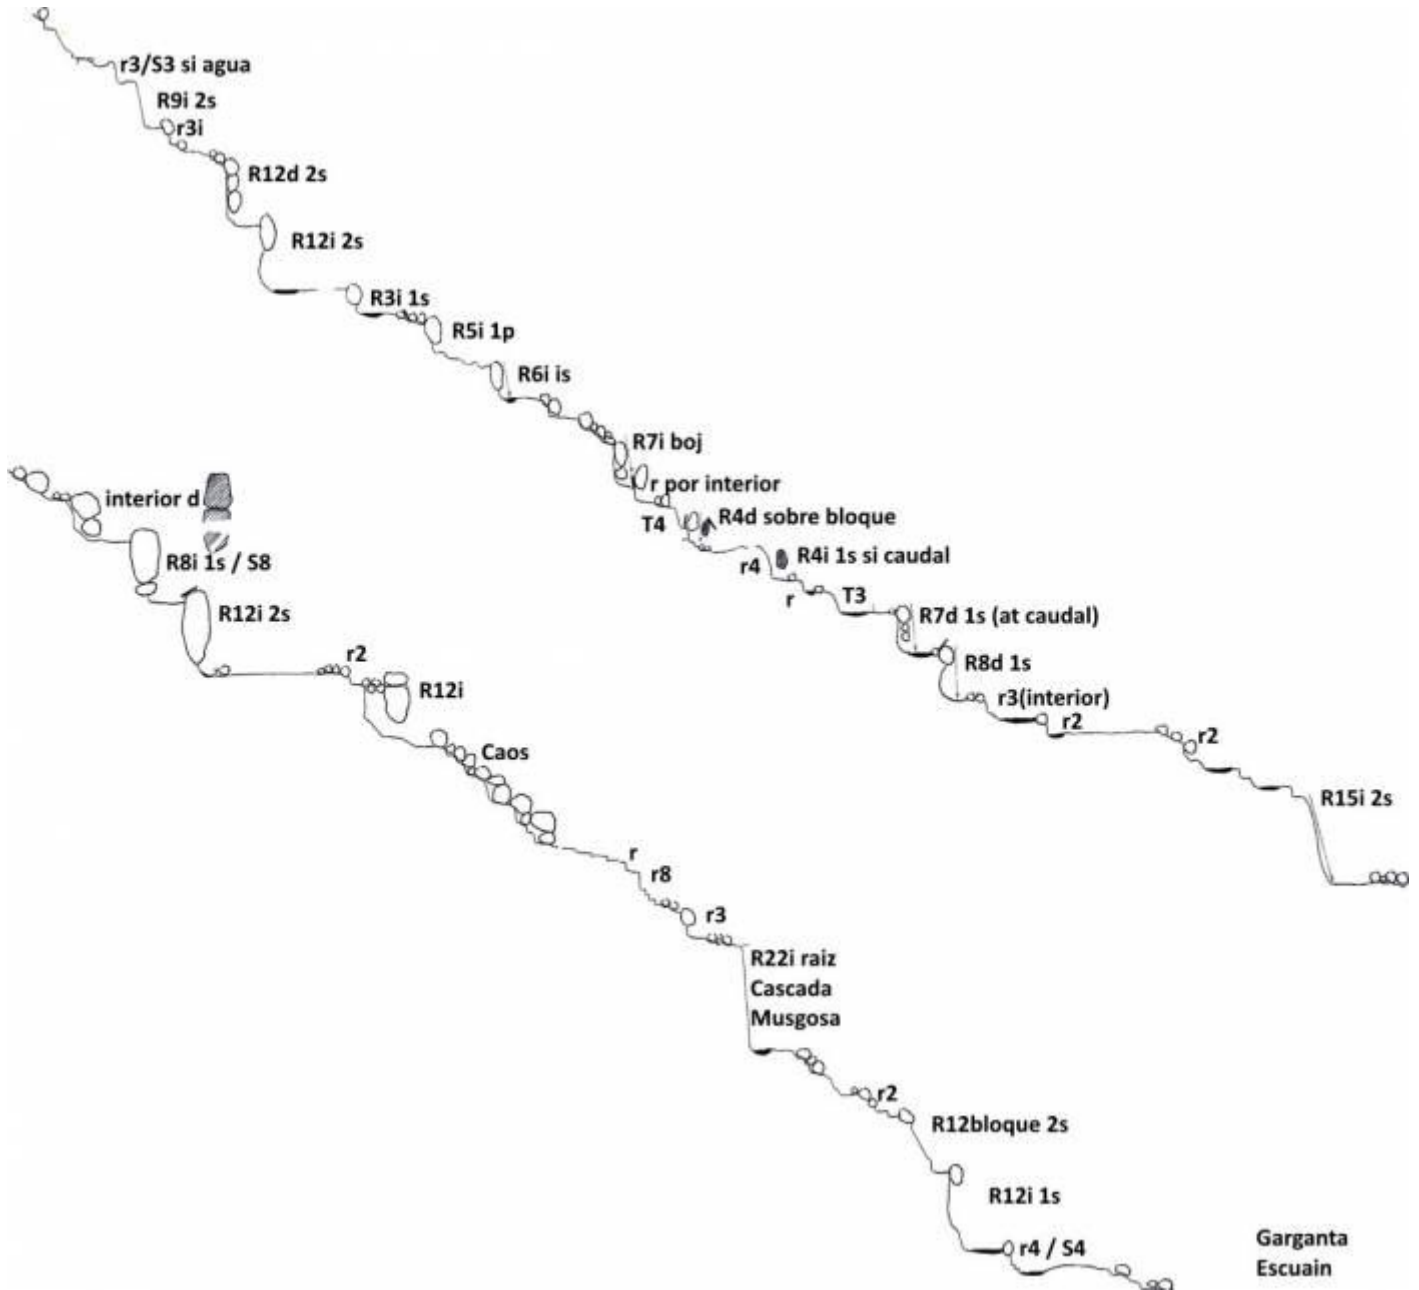 r3/S3 si agua
R9i 2s
r3i
R12d 2s
R12i 2s
R3i 1s
R5i 1p
R6i is
R7i boj
r por interior
T4
R4d sobre bloque
r4
R4i 1s si caudal
r
T3
R7d 1s (at caudal)
R8d 1s
r3(interior)
r2
r2
R15i 2s
interior d
R8i 1s / S8
R12i 2s
r2
R12i
Caos
r
r8
r3
R22i raiz
Cascada
Musgosa
r2
R12bloque 2s
R12i 1s
r4 / S4
Garganta
Escuain